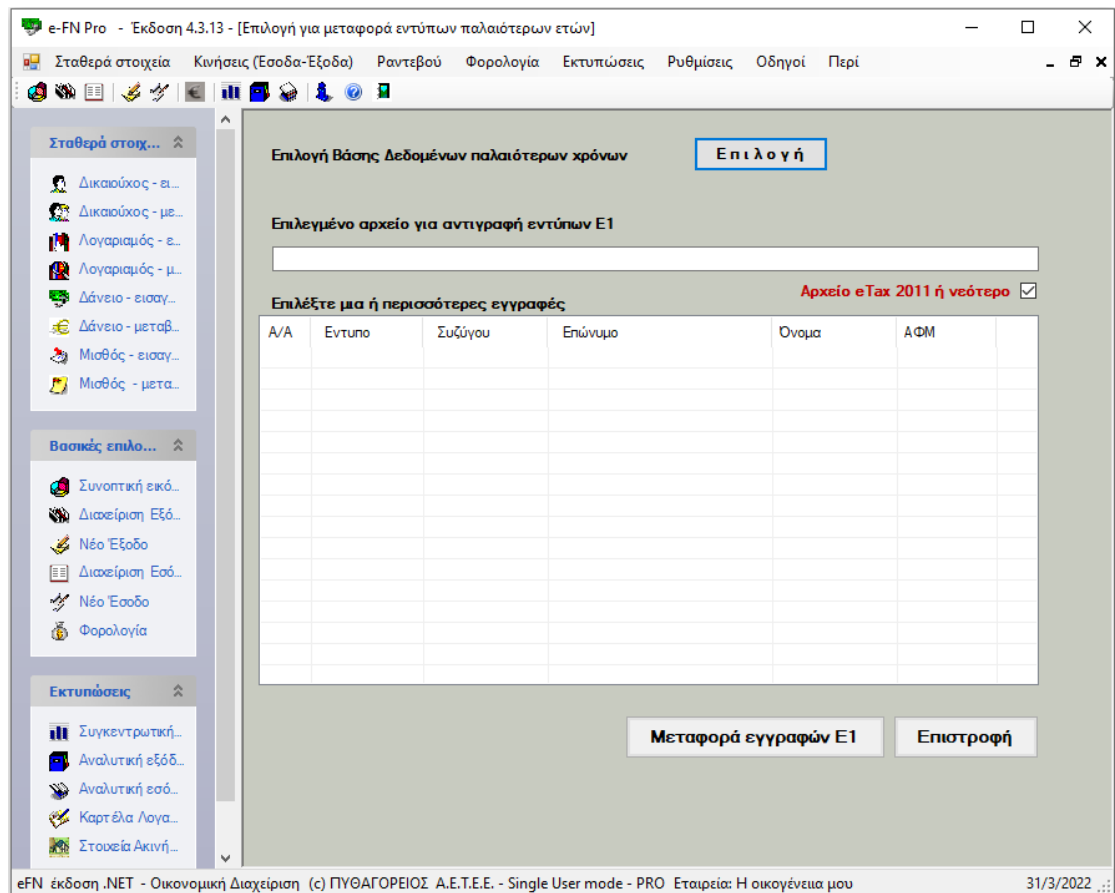 e-FN Pro - Έκδοση 4.3.13 - [Επιλογή για μεταφορά εντύπων παλαιότερων ετών]
Σταθερά στοιχεία Κινήσεις (Έσοδα-Έξοδα) Ραντεβού Φορολογία Εκτυπώσεις Ρυθμίσεις Οδηγοί Περί
Σταθερά στοιχ...
Δικαιούχος - ει...
Δικαιούχος - με...
Λογαριασμός - ε...
Λογαριασμός - μ...
Δάνειο - εισαγ...
Δάνειο - μεταβ...
Μισθός - εισαγ...
Μισθός - μετα...
Βασικές επιλο...
Συνοπτική εικό...
Διαχείριση Εξό...
Νέο Έξοδο
Διαχείριση Εσό...
Νέο Έσοδο
Φορολογία
Εκτυπώσεις
Συγκεντρωτική...
Αναλυτική εξόδ...
Αναλυτική εσό...
Καρτέλα Λογα...
Στοιχεία Ακινή...
Επιλογή Βάσης Δεδομένων παλαιότερων χρόνων
Επιλογή
Επιλεγμένο αρχείο για αντιγραφή εντύπων Ε1
Αρχείο eTax 2011 ή νεότερο
Επιλέξτε μια ή περισσότερες εγγραφές
Α/Α Εντυπο Συζύγου Επώνυμο Όνομα ΑΦΜ
Μεταφορά εγγραφών Ε1 Επιστροφή
eFN έκδοση .NET - Οικονομική Διαχείριση (c) ΠΥΘΑΓΟΡΕΙΟΣ Α.Ε.Τ.Ε.Ε. - Single User mode - PRO Εταιρεία: Η οικογένεια μου 31/3/2022